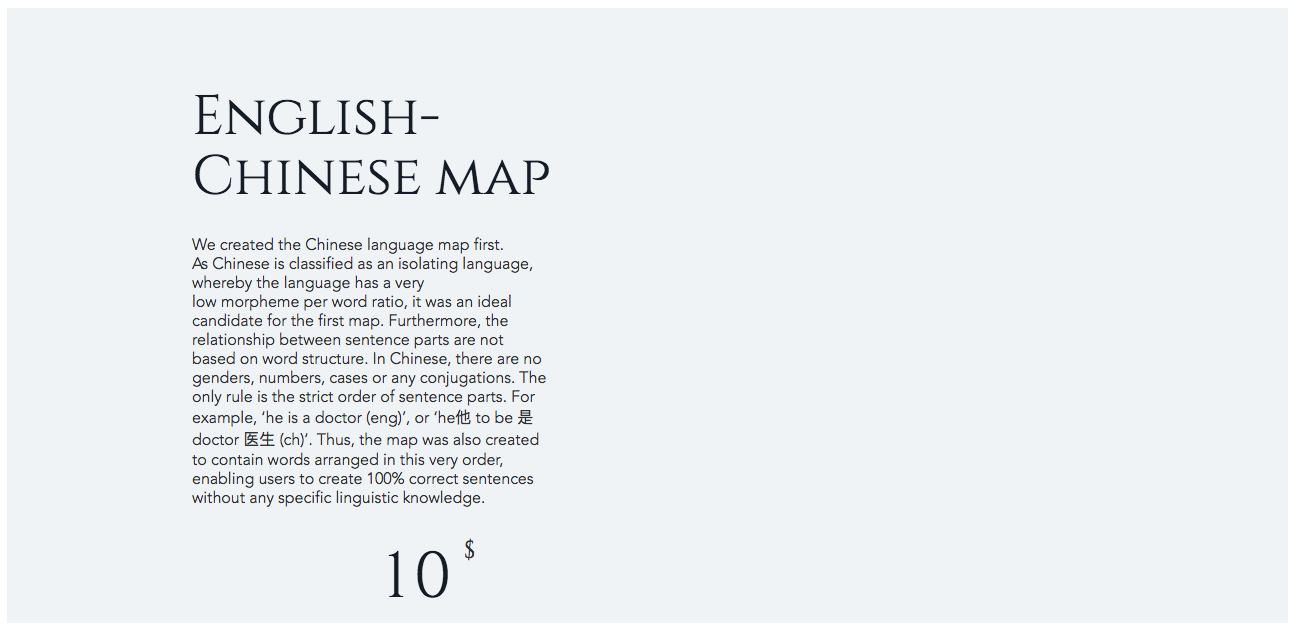 English-
Chinese map
We created the Chinese language map first.
As Chinese is classified as an isolating language,
whereby the language has a very
low morpheme per word ratio, it was an ideal
candidate for the first map. Furthermore, the
relationship between sentence parts are not
based on word structure. In Chinese, there are no
genders, numbers, cases or any conjugations. The
only rule is the strict order of sentence parts. For
example, ‘he is a doctor (eng)’, or ‘he他 to be 是
doctor 医生 (ch)’. Thus, the map was also created
to contain words arranged in this very order,
enabling users to create 100% correct sentences
without any specific linguistic knowledge.
10 $